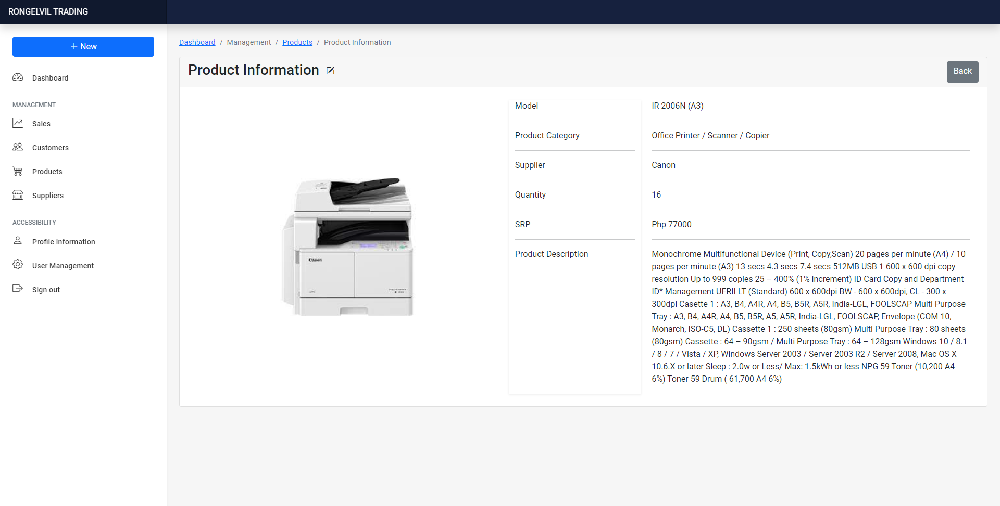 RONGELVIL TRADING
+ New
Dashboard
MANAGEMENT
Sales
Customers
Products
Suppliers
ACCESSIBILITY
Profile Information
User Management
Sign out
Dashboard / Management / Products / Product Information
Product Information
Back
Canon
Model
IR 2006N (A3)
Product Category
Office Printer / Scanner / Copier
Supplier
Canon
Quantity
16
SRP
Php 77000
Product Description
Monochrome Multifunctional Device (Print, Copy,Scan) 20 pages per minute (A4) / 10
pages per minute (A3) 13 secs 4.3 secs 7.4 secs 512MB USB 1 600 x 600 dpi copy
resolution Up to 999 copies 25 – 400% (1% increment) ID Card Copy and Department
ID* Management UFRII LT (Standard) 600 x 600dpi BW - 600 x 600dpi, CL - 300 x
300dpi Casette 1 : A3, B4, A4R, A4, B5, B5R, A5R, India-LGL, FOOLSCAP Multi Purpose
Tray : A3, B4, A4R, A4, B5, B5R, A5, A5R, India-LGL, FOOLSCAP, Envelope (COM 10,
Monarch, ISO-C5, DL) Cassette 1 : 250 sheets (80gsm) Multi Purpose Tray : 80 sheets
(80gsm) Cassette : 64 – 90gsm / Multi Purpose Tray : 64 – 128gsm Windows 10 / 8.1
/ 8 / 7 / Vista / XP, Windows Server 2003 / Server 2003 R2 / Server 2008, Mac OS X
10.6.X or later Sleep : 2.0w or Less/ Max: 1.5kWh or less NPG 59 Toner (10,200 A4
6%) Toner 59 Drum ( 61,700 A4 6%)